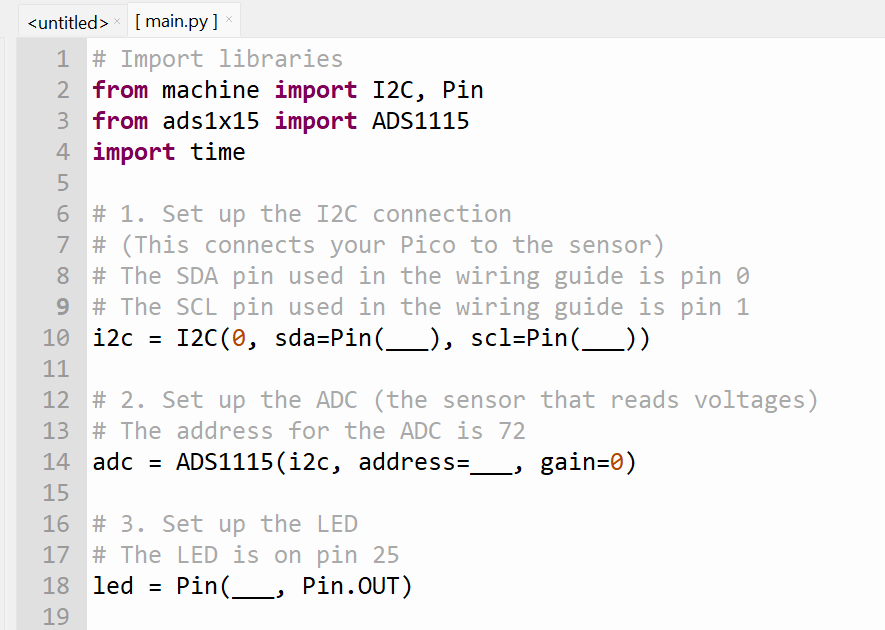 <untitled> × [ main.py ] ×
1 # Import libraries
2 from machine import I2C, Pin
3 from ads1x15 import ADS1115
4 import time
5
6 # 1. Set up the I2C connection
7 # (This connects your Pico to the sensor)
8 # The SDA pin used in the wiring guide is pin 0
9 # The SCL pin used in the wiring guide is pin 1
10 i2c = I2C(0, sda=Pin(___), scl=Pin(___))
11
12 # 2. Set up the ADC (the sensor that reads voltages)
13 # The address for the ADC is 72
14 adc = ADS1115(i2c, address=___, gain=0)
15
16 # 3. Set up the LED
17 # The LED is on pin 25
18 led = Pin(___, Pin.OUT)
19